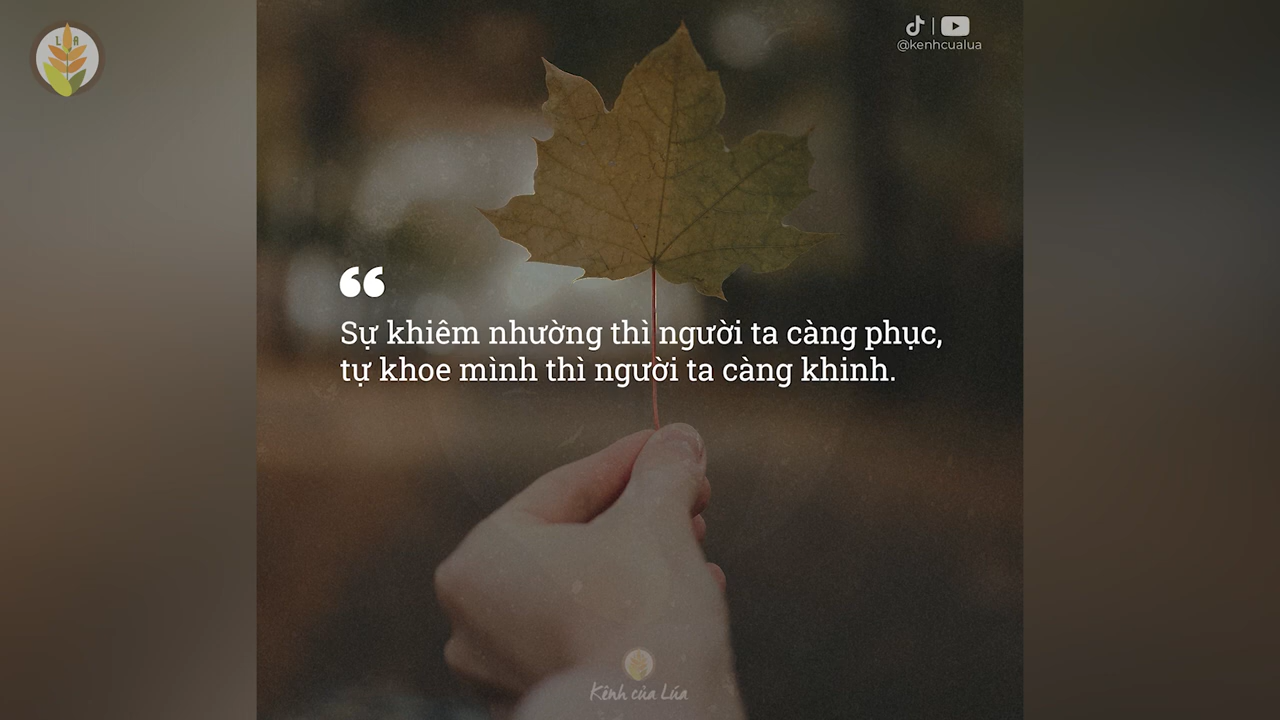 L A
@kenhcualua
Sự khiêm nhường thì người ta càng phục,
tự khoe mình thì người ta càng khinh.
Kênh của Lúa